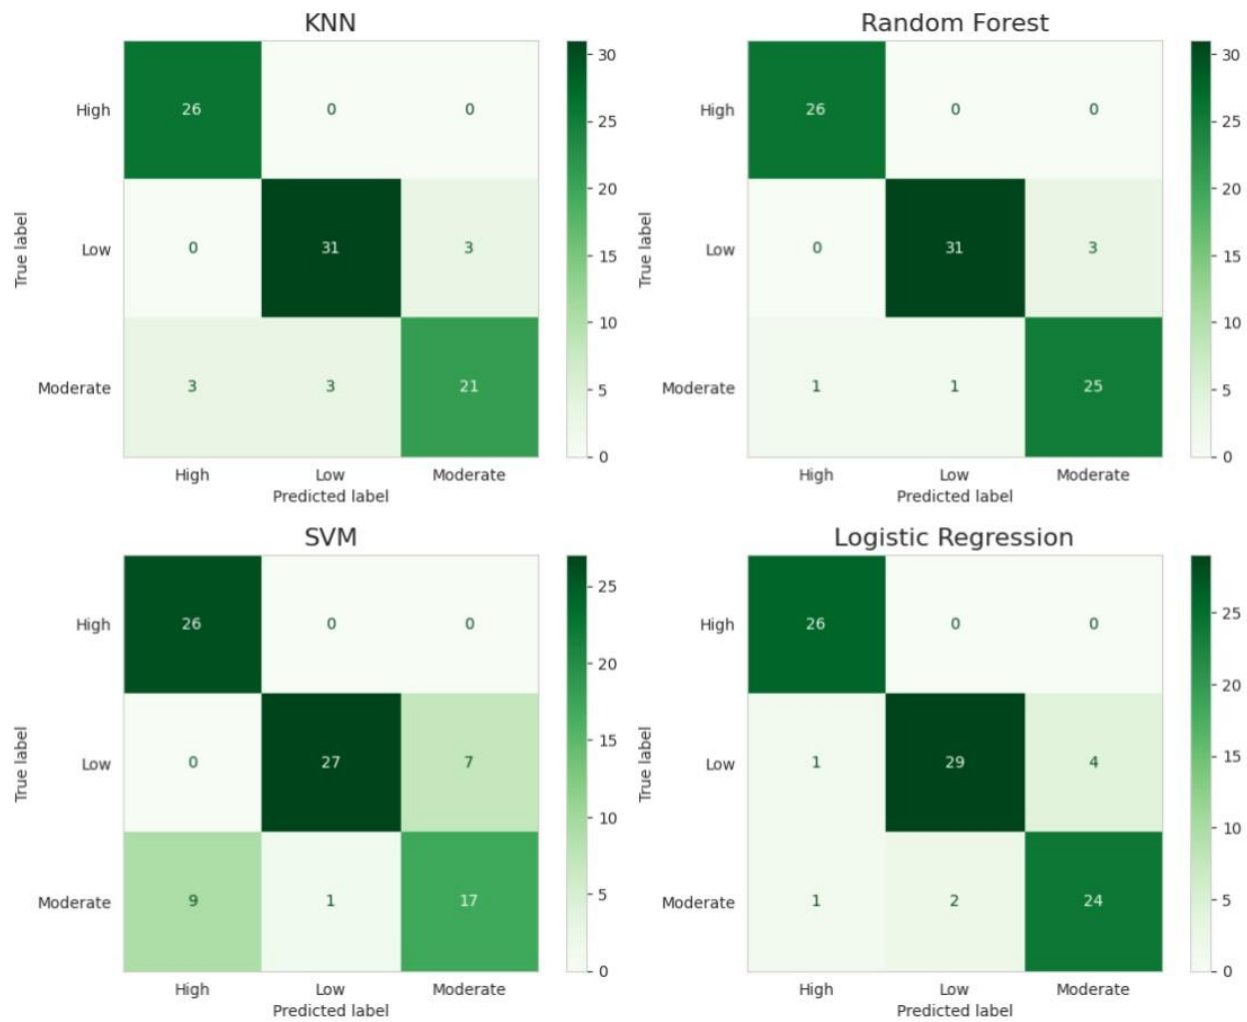 KNN
High
Low
Moderate
True label
26 0 0
0 31 3
3 3 21
High Low Moderate
Predicted label
30
25
20
15
10
5
0
Random Forest
High
Low
Moderate
True label
26 0 0
0 31 3
1 1 25
High Low Moderate
Predicted label
30
25
20
15
10
5
0
SVM
High
Low
Moderate
True label
26 0 0
0 27 7
9 1 17
High Low Moderate
Predicted label
25
20
15
10
5
0
Logistic Regression
High
Low
Moderate
True label
26 0 0
1 29 4
1 2 24
High Low Moderate
Predicted label
25
20
15
10
5
0